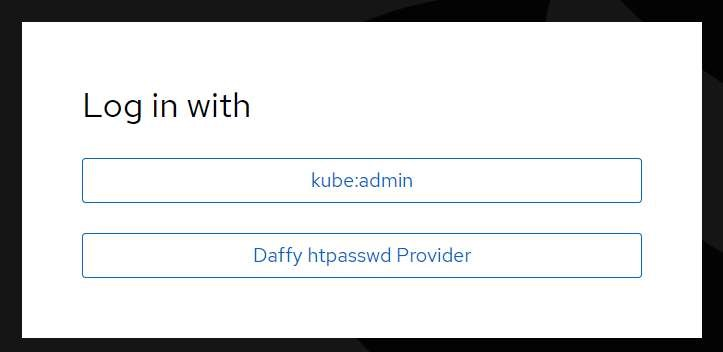 Log in with
kube:admin
Daffy htpasswd Provider